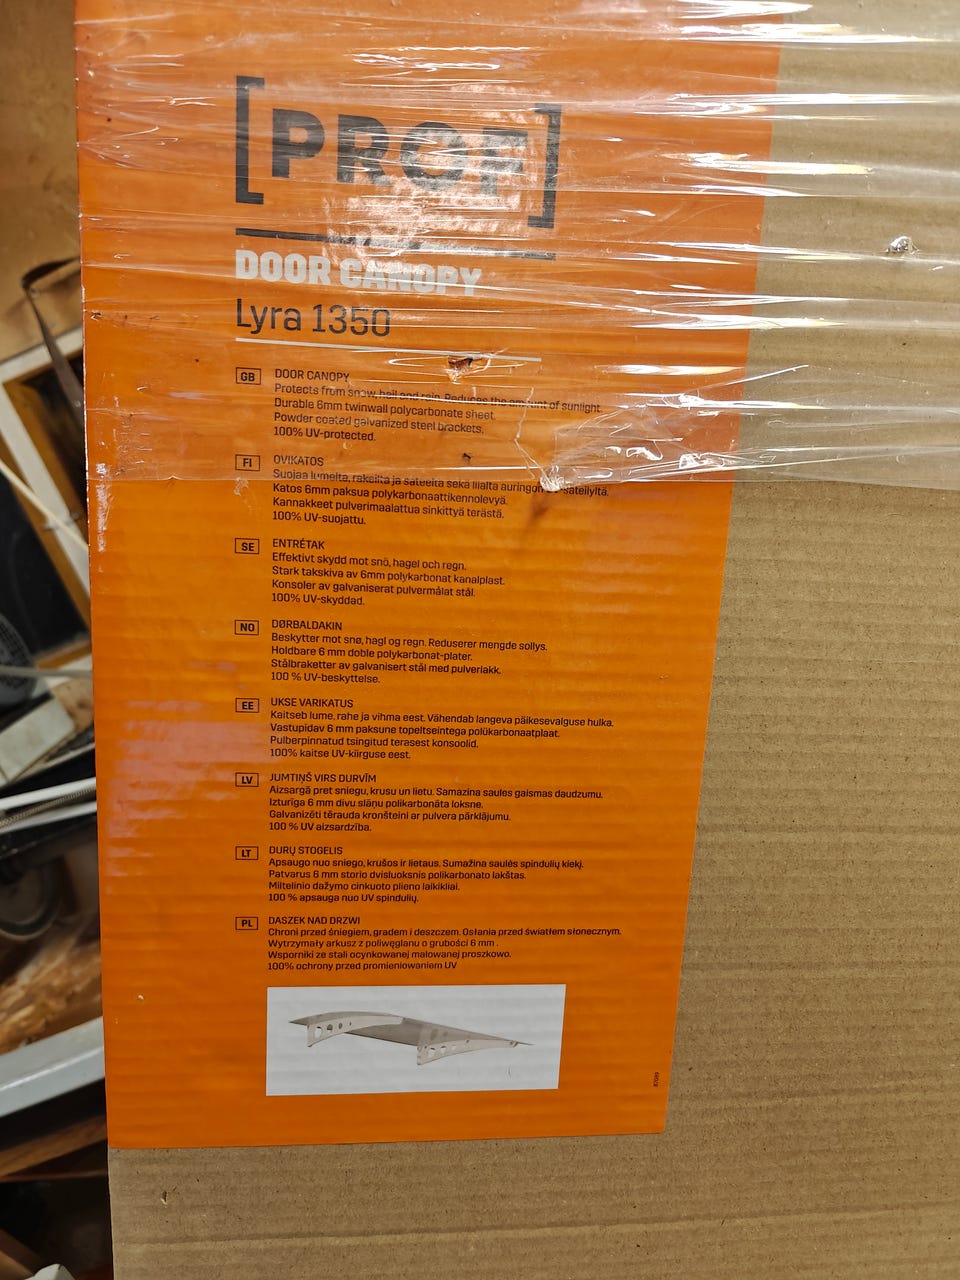 [PROF]
DOOR CANOPY
Lyra 1350
GB DOOR CANOPY
Protects from snow, hail and rain. Reduces the amount of sunlight.
Durable 6mm twinwall polycarbonate sheet.
Powder coated galvanized steel brackets.
100% UV-protected.
FI OVIKATOS
Suojaa lumelta, rakeilta ja sateelta sekä liialta auringon UV-säteilyltä.
Katos 6mm paksua polykarbonaattikennolevyä.
Kannakkeet pulverimaalattua sinkittyä terästä.
100% UV-suojattu.
SE ENTRÉTAK
Effektivt skydd mot snö, hagel och regn.
Stark takskiva av 6mm polykarbonat kanalplast.
Konsoler av galvaniserat pulvermålat stål.
100% UV-skyddad.
NO DØRBALDAKIN
Beskytter mot snø, hagl og regn. Reduserer mengde sollys.
Holdbare 6 mm doble polykarbonat-plater.
Stålbraketter av galvanisert stål med pulverlakk.
100 % UV-beskyttelse.
EE UKSE VARIKATUS
Kaitseb lume, rahe ja vihma eest. Vähendab langeva päikesevalguse hulka.
Vastupidav 6 mm paksune topeltseintega polükarbonaatplaat.
Pulberpinnatud tsingitud terasest konsoolid.
100% kaitse UV-kiirguse eest.
LV JUMTIŅŠ VIRS DURVĪM
Aizsargā pret sniegu, krusu un lietu. Samazina saules gaismas daudzumu.
Izturīga 6 mm divu slāņu polikarbonāta loksne.
Galvanizēti tērauda kronšteini ar pulvera pārklājumu.
100 % UV aizsardzība.
LT DURŲ STOGELIS
Apsaugo nuo sniego, krušos ir lietaus. Sumažina saulės spindulių kiekį.
Patvarus 6 mm storio dvisluoksnis polikarbonato lakštas.
Miltelinio dažymo cinkuoto plieno laikikliai.
100 % apsauga nuo UV spindulių.
PL DASZEK NAD DRZWI
Chroni przed śniegiem, gradem i deszczem. Osłania przed światłem słonecznym.
Wytrzymały arkusz z poliwęglanu o grubości 6 mm .
Wsporniki ze stali ocynkowanej malowanej proszkowo.
100% ochrony przed promieniowaniem UV